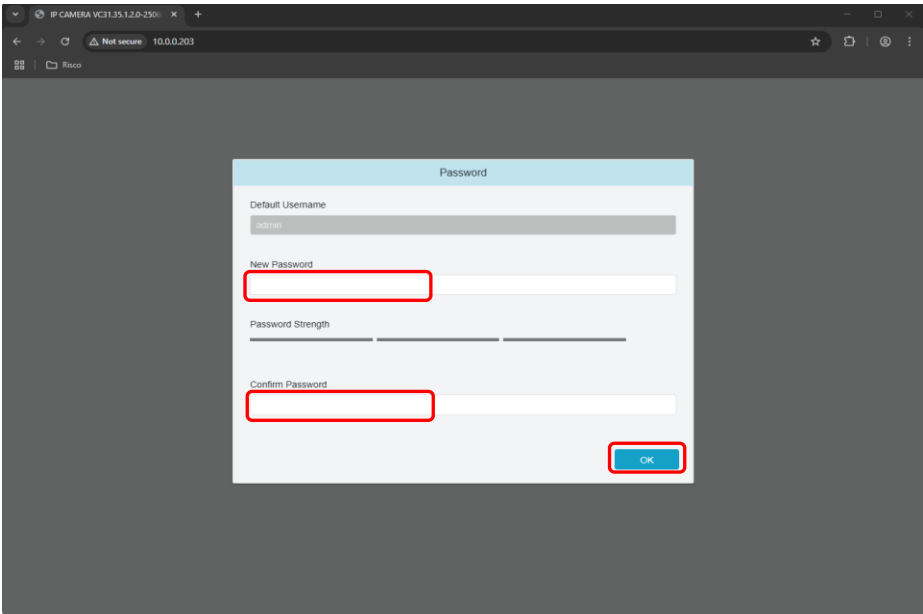 IP CAMERA VC31.35.1.2.0-2506
Not secure 10.0.0.203
Risco
Password
Default Username
admin
New Password
Password Strength
Confirm Password
OK